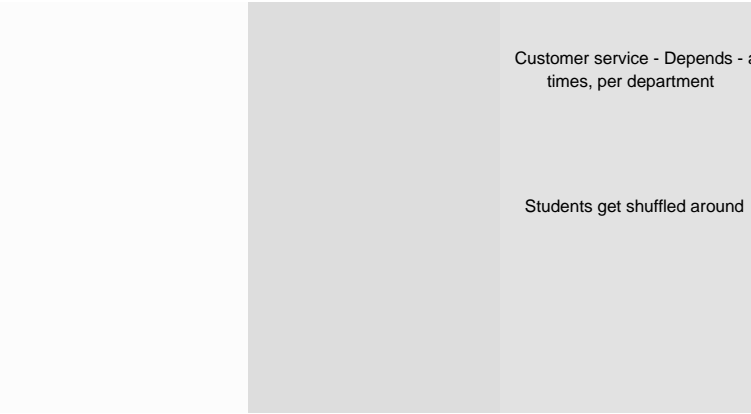 Customer service - Depends - a
times, per department
Students get shuffled around